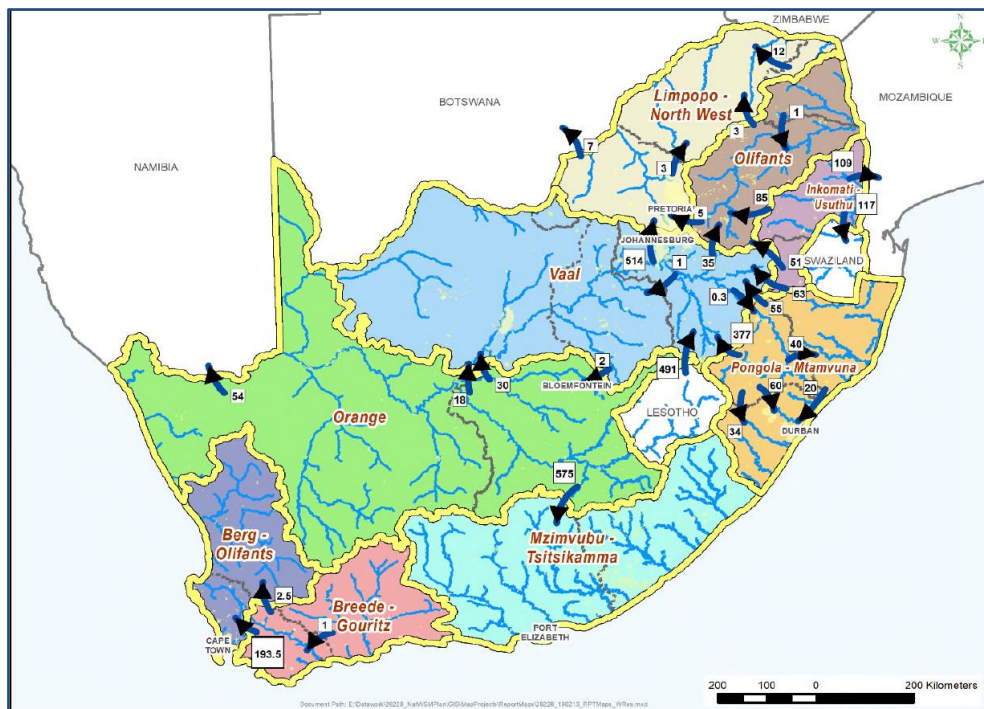 ZIMBABWE
N
W
E
S
12
BOTSWANA
Limpopo -
North West
MOZAMBIQUE
1
7
3
Olifants
NAMIBIA
3
109
Inkomati -
Usuthu
85
PRETORIA
5
117
JOHANNESBURG
514
1
35
51
SWAZILAND
Vaal
0.3
63
55
377
40
Pongola - Mtamvuna
2
491
BLOEMFONTEIN
30
60
20
18
54
LESOTHO
Orange
34
DURBAN
575
Berg -
Olifants
Mzimvubu -
Tsitsikamma
2.5
Breede -
Gouritz
1
CAPE
TOWN
193.5
PORT
ELIZABETH
200 100 0 200 Kilometers